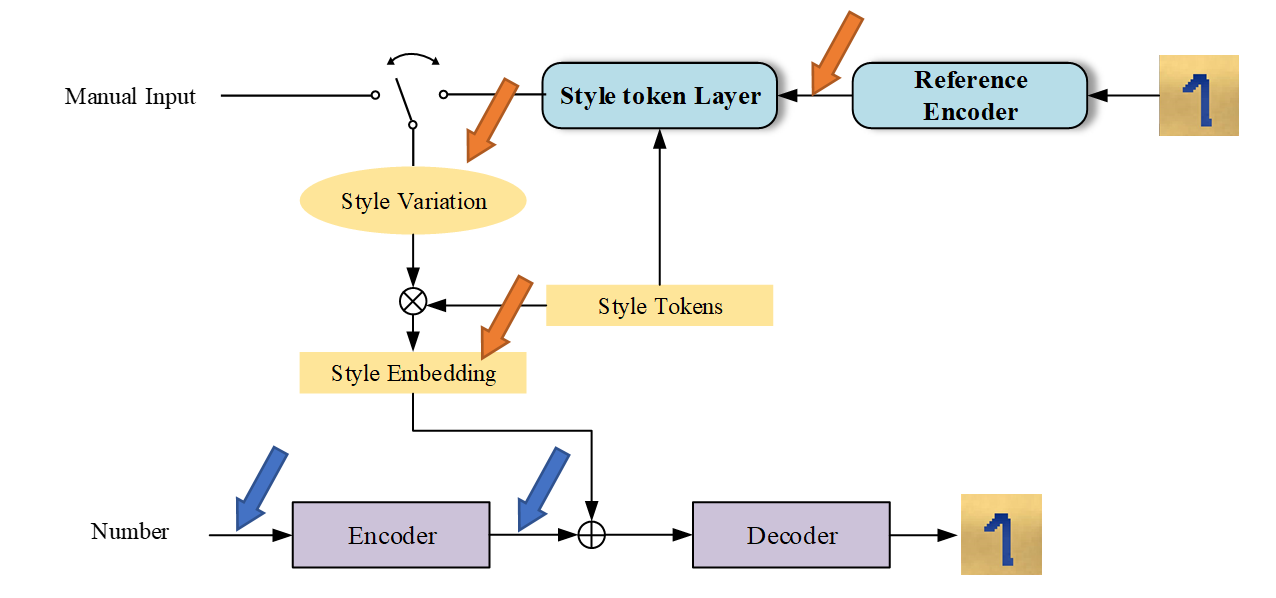 Manual Input
Style token Layer
Reference
Encoder
1
Style Variation
Style Tokens
Style Embedding
Number
Encoder
Decoder
1